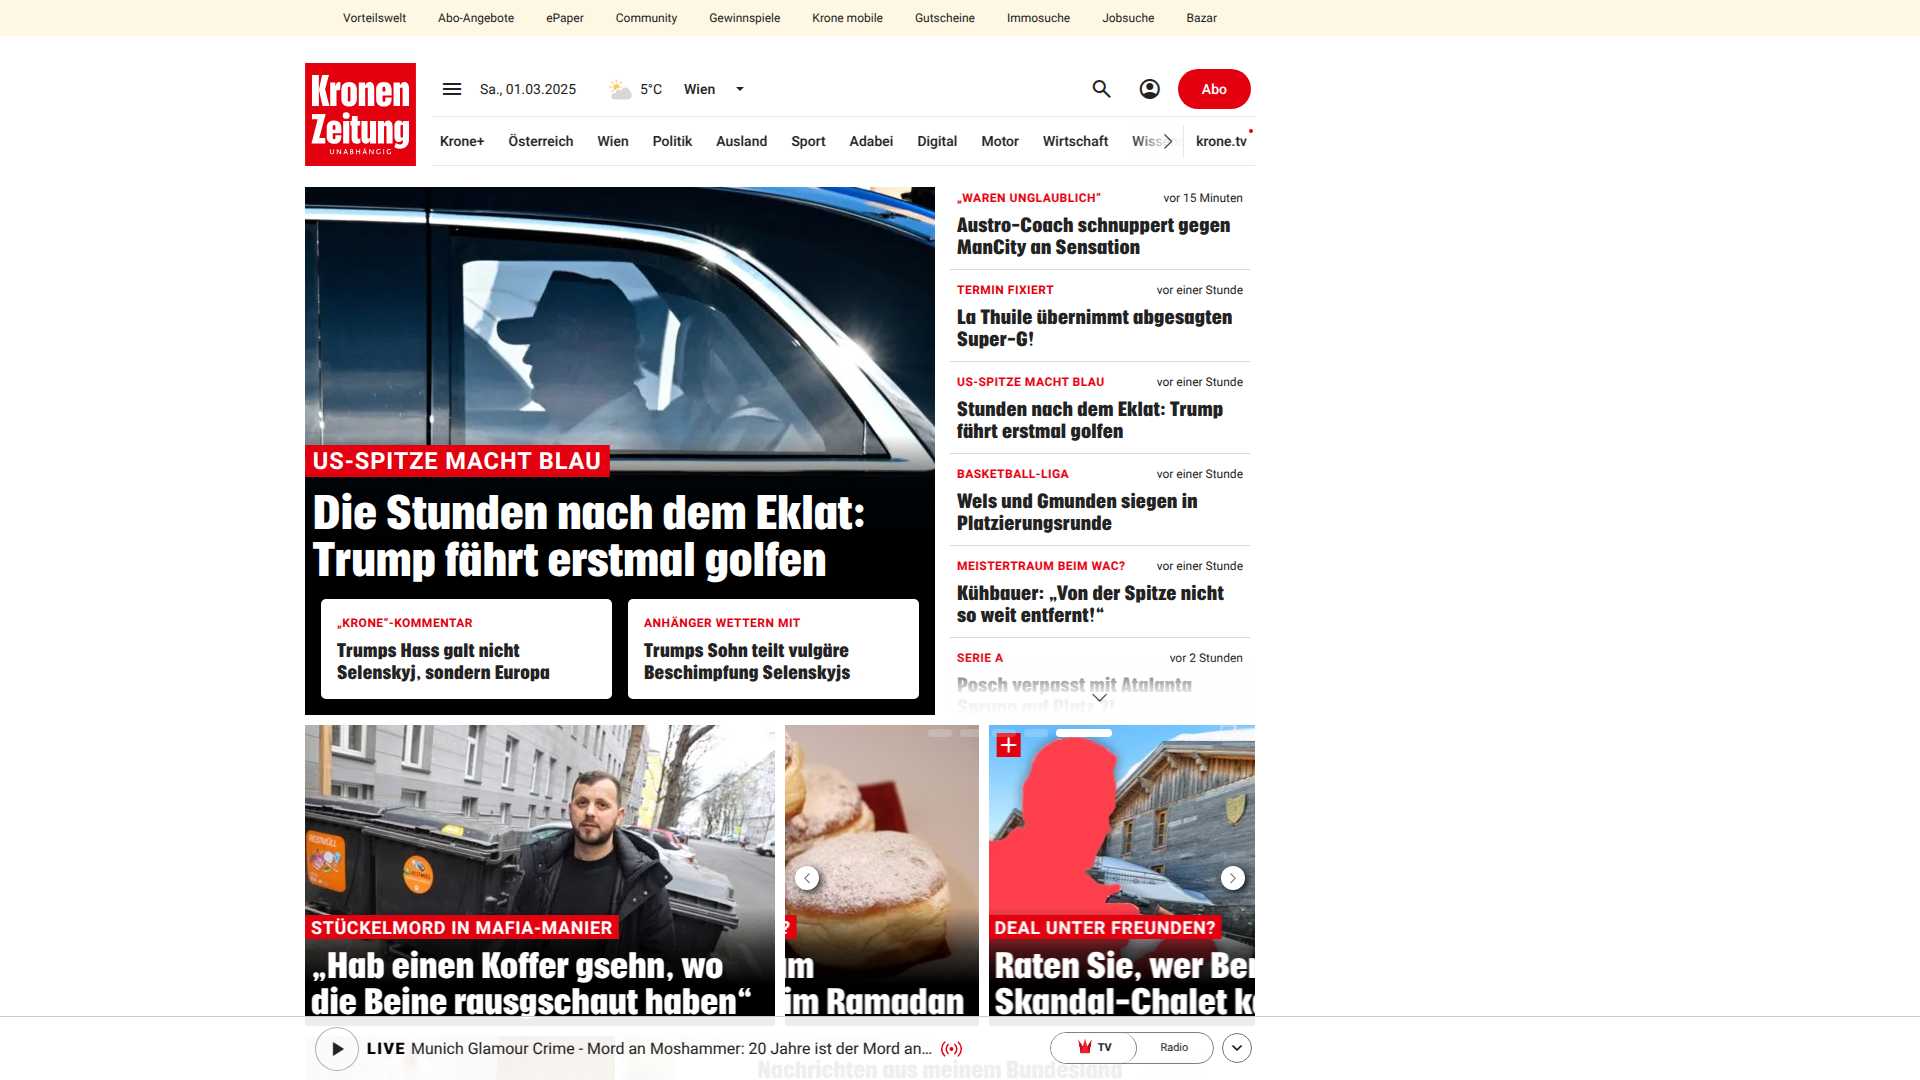 Vorteilswelt Abo-Angebote ePaper Community Gewinnspiele Krone mobile Gutscheine Immosuche Jobsuche Bazar
Kronen
Zeitung
UNABHÄNGIG
Sa., 01.03.2025 5°C Wien
Abo
Krone+ Österreich Wien Politik Ausland Sport Adabei Digital Motor Wirtschaft Wiss krone.tv
US-SPITZE MACHT BLAU
Die Stunden nach dem Eklat:
Trump fährt erstmal golfen
„KRONE“-KOMMENTAR
Trumps Hass galt nicht
Selenskyj, sondern Europa
ANHÄNGER WETTERN MIT
Trumps Sohn teilt vulgäre
Beschimpfung Selenskyjs
„WAREN UNGLAUBLICH“ vor 15 Minuten
Austro-Coach schnuppert gegen
ManCity an Sensation
TERMIN FIXIERT vor einer Stunde
La Thuile übernimmt abgesagten
Super-G!
US-SPITZE MACHT BLAU vor einer Stunde
Stunden nach dem Eklat: Trump
fährt erstmal golfen
BASKETBALL-LIGA vor einer Stunde
Wels und Gmunden siegen in
Platzierungsrunde
MEISTERTRAUM BEIM WAC? vor einer Stunde
Kühbauer: „Von der Spitze nicht
so weit entfernt!“
SERIE A vor 2 Stunden
Posch verpasst mit Atalanta
Sprung auf Platz
STÜCKELMORD IN MAFIA-MANIER
„Hab einen Koffer gsehn, wo
die Beine rausgschaut haben“
?
im Ramadan
DEAL UNTER FREUNDEN?
Raten Sie, wer Be
Skandal-Chalet k
LIVE Munich Glamour Crime - Mord an Moshammer: 20 Jahre ist der Mord an...
TV Radio
Nachrichten aus meinem Bundesland